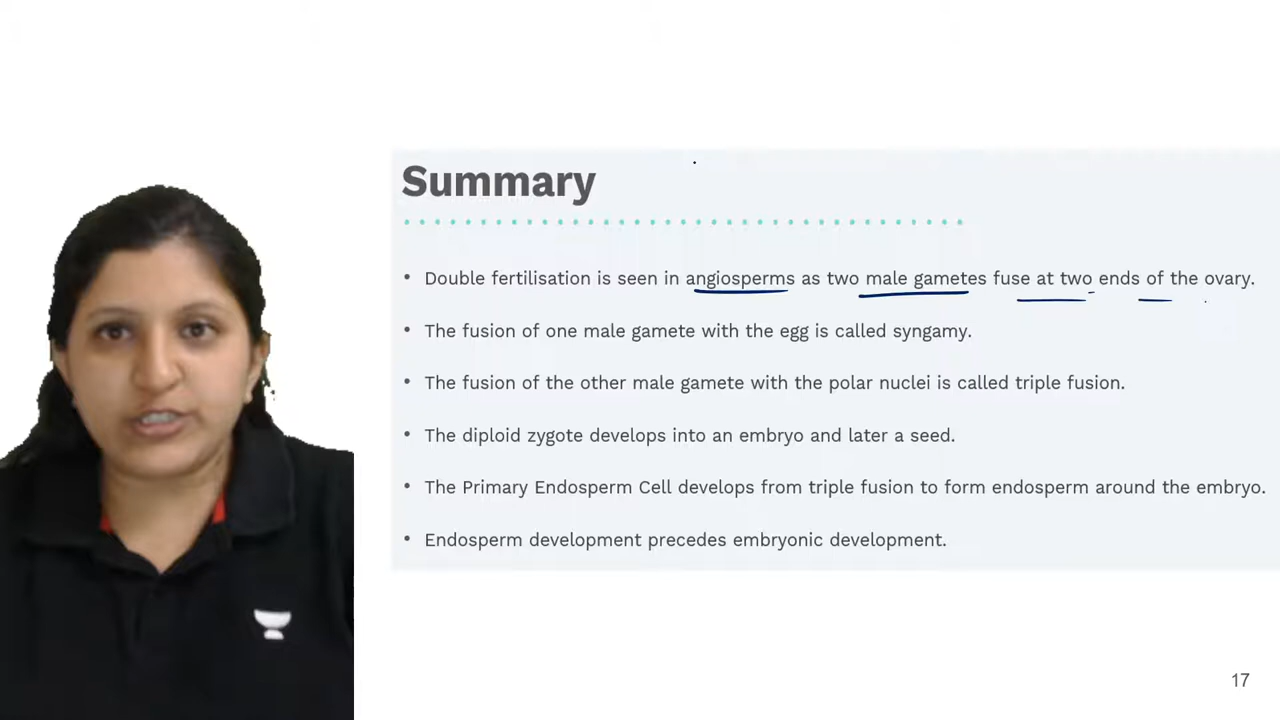 Summary
• Double fertilisation is seen in angiosperms as two male gametes fuse at two ends of the ovary.
• The fusion of one male gamete with the egg is called syngamy.
• The fusion of the other male gamete with the polar nuclei is called triple fusion.
• The diploid zygote develops into an embryo and later a seed.
• The Primary Endosperm Cell develops from triple fusion to form endosperm around the embryo.
• Endosperm development precedes embryonic development.
17